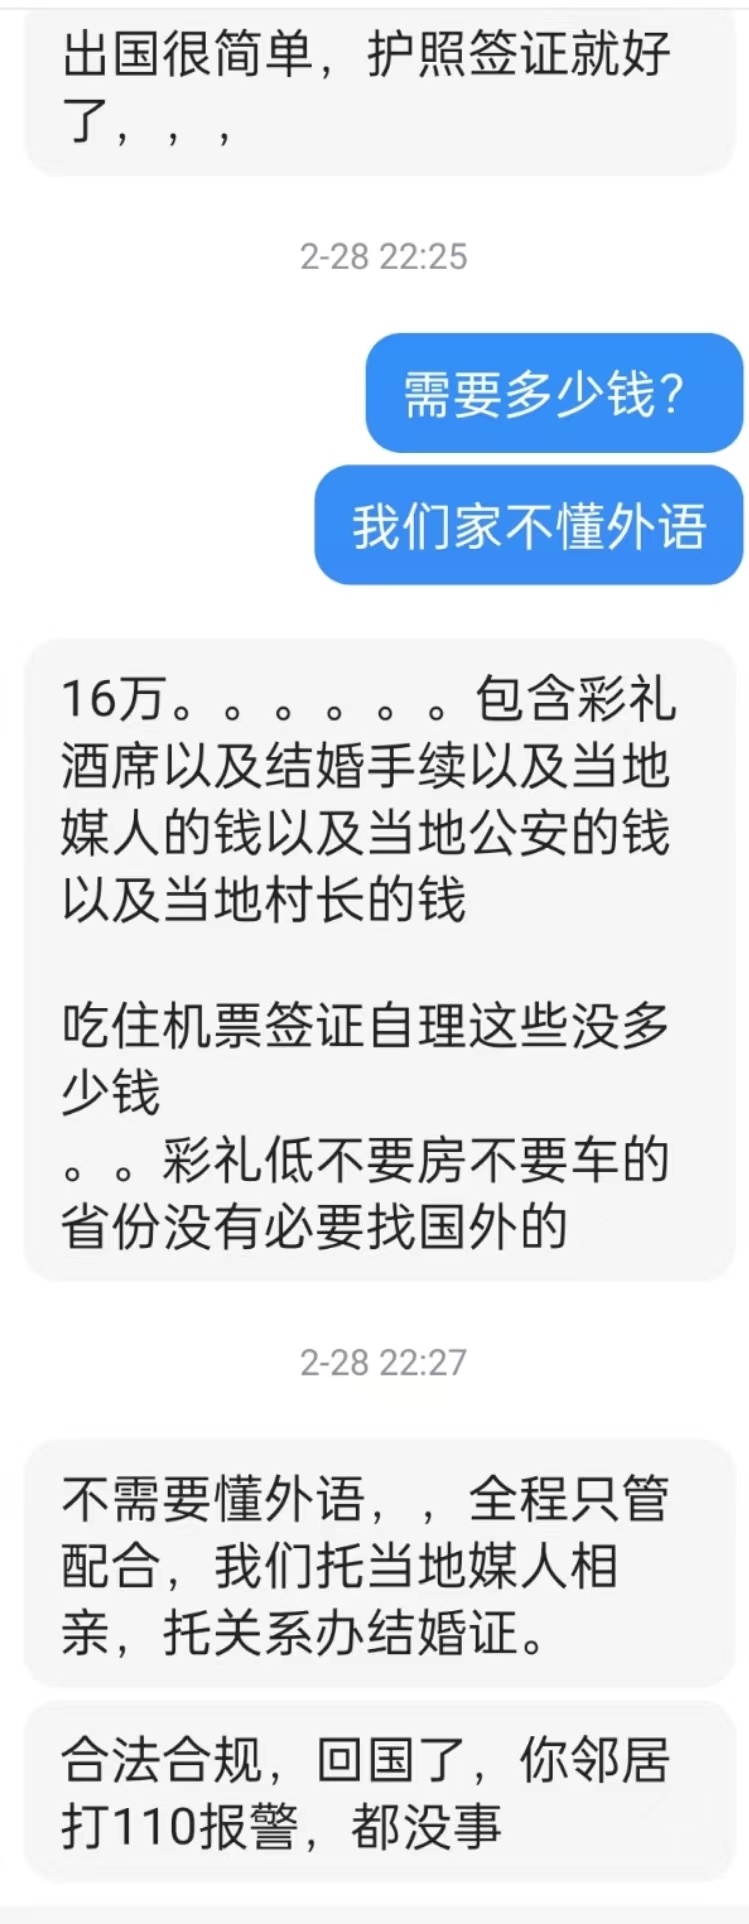 出国很简单，护照签证就好
了，，，
2-28 22:25
需要多少钱？
我们家不懂外语
16万。。。。。。包含彩礼
酒席以及结婚手续以及当地
媒人的钱以及当地公安的钱
以及当地村长的钱
吃住机票签证自理这些没多
少钱
。。彩礼低不要房不要车的
省份没有必要找国外的
2-28 22:27
不需要懂外语，，全程只管
配合，我们托当地媒人相
亲，托关系办结婚证。
合法合规，回国了，你邻居
打110报警，都没事